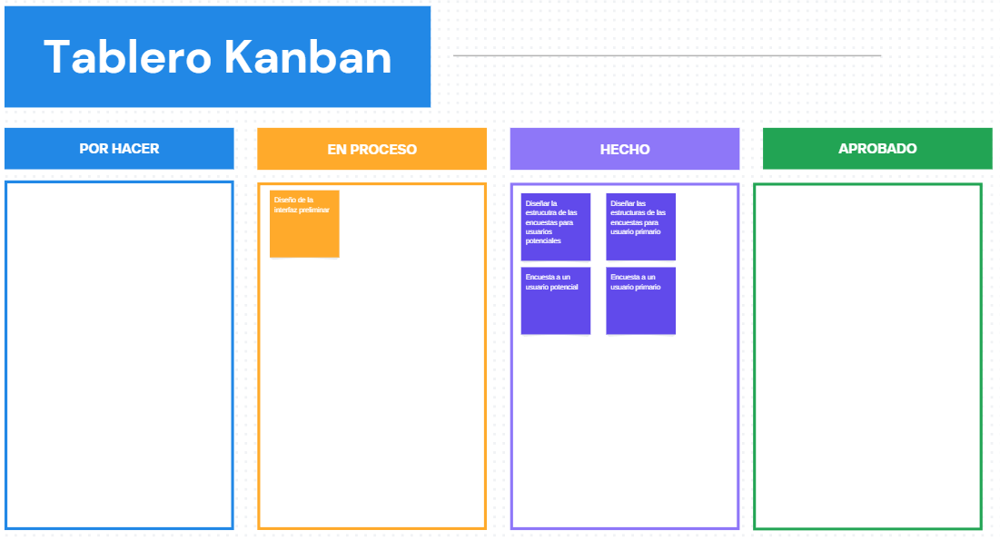 Tablero Kanban
POR HACER
EN PROCESO
HECHO
APROBADO
Diseño de la
interfaz preliminar
Diseñar la
estrucutra de las
encuestas para
usuarios
potenciales
Diseñar las
estructuras de las
encuestas para
usuario primario
Encuesta a un
usuario potencial
Encuesta a un
usuario primario